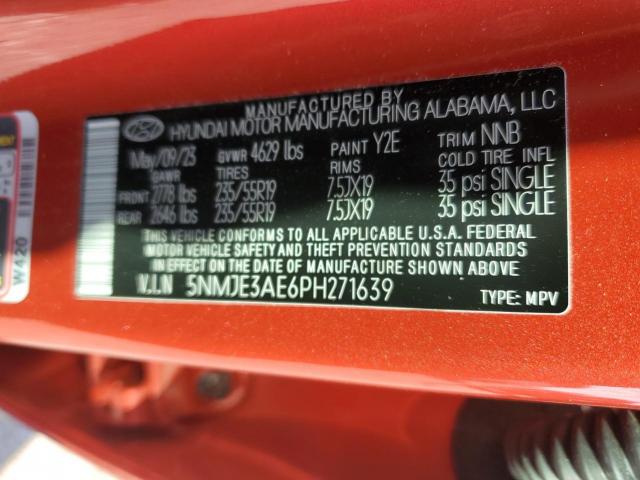 MANUFACTURED BY
HYUNDAI MOTOR MANUFACTURING ALABAMA, LLC
May/09/23 GVWR 4629 lbs PAINT Y2E TRIM NNB
GAWR TIRES RIMS COLD TIRE INFL
FRONT 2778 lbs 235/55R19 7.5JX19 35 psi SINGLE
REAR 2646 lbs 235/55R19 7.5JX19 35 psi SINGLE
THIS VEHICLE CONFORMS TO ALL APPLICABLE U.S.A. FEDERAL
MOTOR VEHICLE SAFETY AND THEFT PREVENTION STANDARDS
IN EFFECT ON THE DATE OF MANUFACTURE SHOWN ABOVE
V.I.N 5NMJE3AE6PH271639 TYPE: MPV
W420